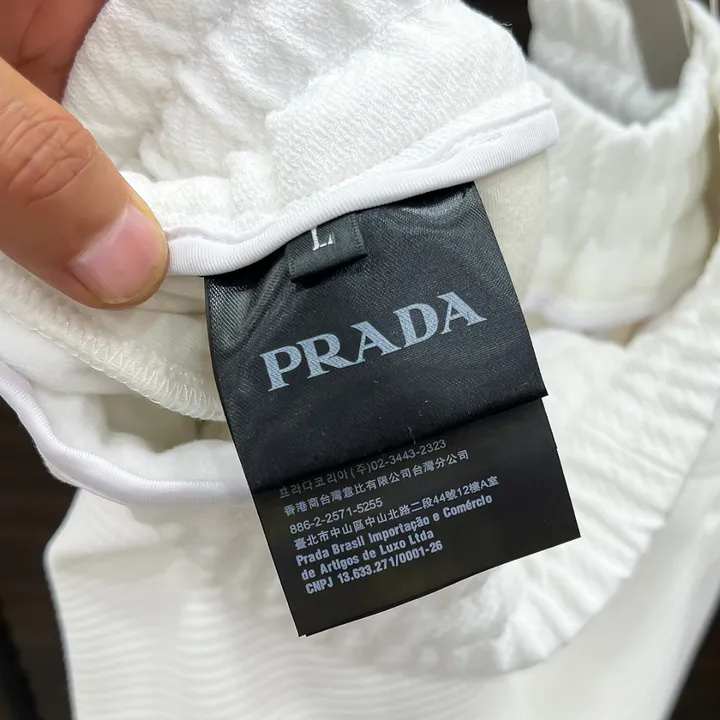 L
PRADA
프라다코리아(주)02-3443-2323
香港商台灣意比有限公司台灣分公司
886-2-2571-5255
臺北市中山區中山北路二段44號12樓A室
Prada Brasil Importação e Comércio
de Artigos de Luxo Ltda
CNPJ 13.633.271/0001-26